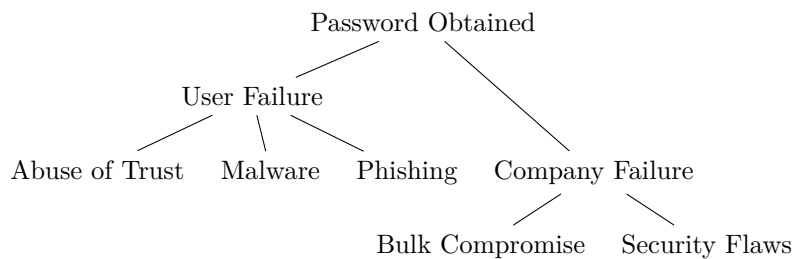 Password Obtained
User Failure
Abuse of Trust Malware Phishing Company Failure
Bulk Compromise Security Flaws